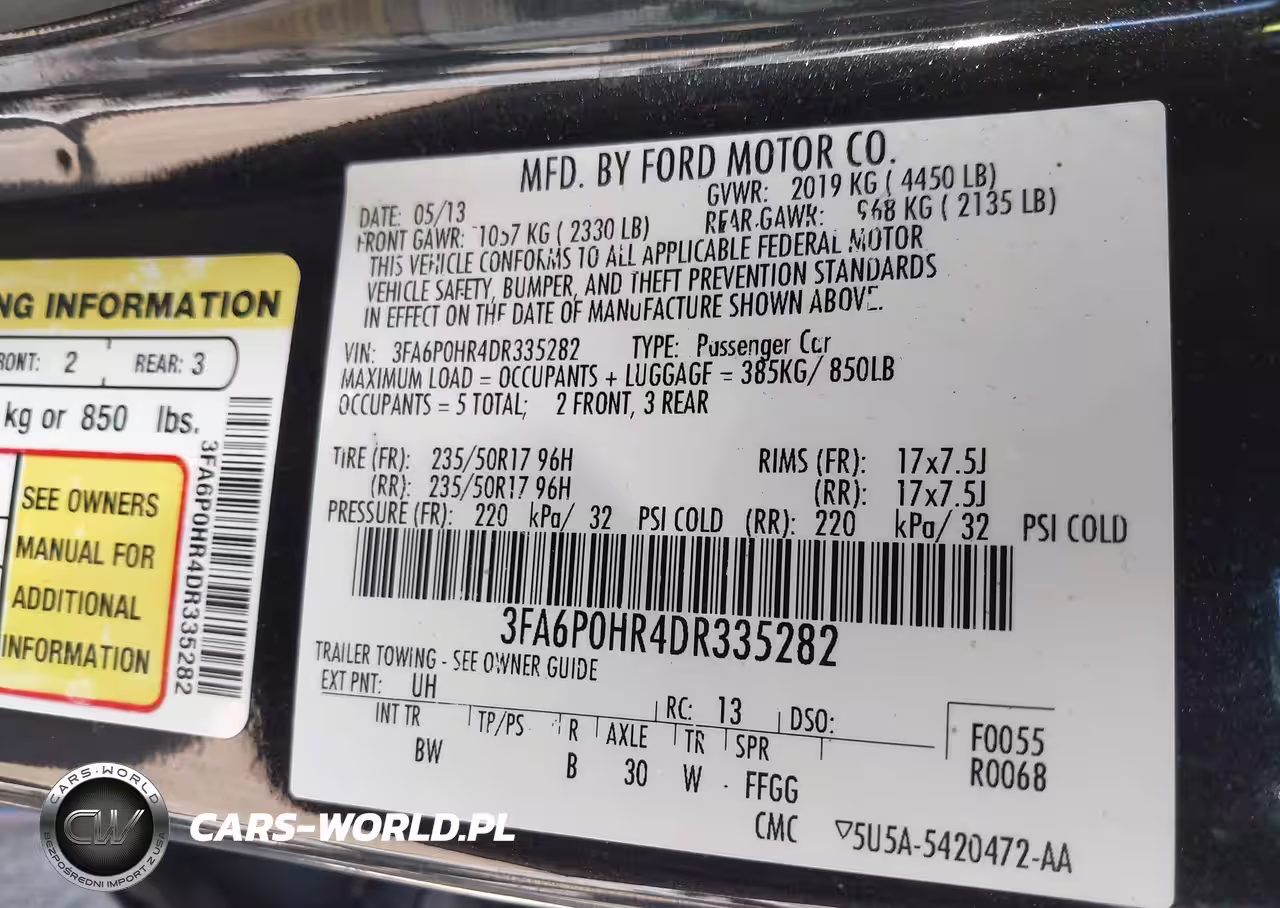 NG INFORMATION
RONT: 2 REAR: 3
kg or 850 lbs.
SEE OWNERS
MANUAL FOR
ADDITIONAL
INFORMATION
3FA6P0HR4DR335282
MFD. BY FORD MOTOR CO.
DATE: 05/13 GVWR: 2019 KG ( 4450 LB)
FRONT GAWR: 1057 KG ( 2330 LB) REAR GAWR: 968 KG ( 2135 LB)
THIS VEHICLE CONFORMS TO ALL APPLICABLE FEDERAL MOTOR
VEHICLE SAFETY, BUMPER, AND THEFT PREVENTION STANDARDS
IN EFFECT ON THE DATE OF MANUFACTURE SHOWN ABOVE.
VIN: 3FA6P0HR4DR335282 TYPE: Passenger Car
MAXIMUM LOAD = OCCUPANTS + LUGGAGE = 385KG/ 850LB
OCCUPANTS = 5 TOTAL; 2 FRONT, 3 REAR
TIRE (FR): 235/50R17 96H RIMS (FR): 17x7.5J
(RR): 235/50R17 96H (RR): 17x7.5J
PRESSURE (FR): 220 kPa/ 32 PSI COLD (RR): 220 kPa/ 32 PSI COLD
3FA6P0HR4DR335282
TRAILER TOWING - SEE OWNER GUIDE
EXT PNT: UH RC: 13 DSO:
INT TR TP/PS R AXLE TR SPR
BW B 30 W FFGG
CMC
F0055
R0068
▽5U5A-5420472-AA
CARS-WORLD
CW
BEZPOŚREDNI IMPORT Z USA
CARS-WORLD.PL